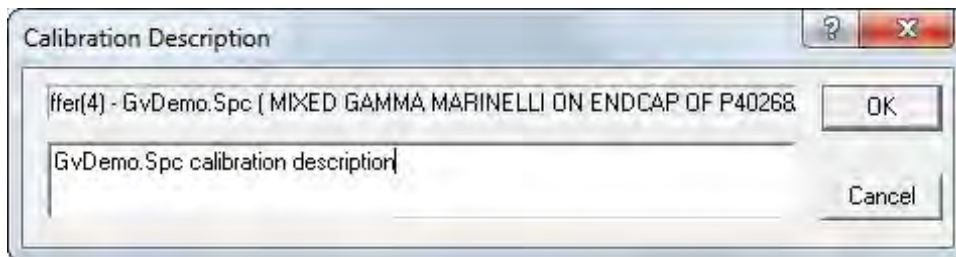 Calibration Description
ffer(4) - GvDemo.Spc ( MIXED GAMMA MARINELLI ON ENDCAP OF P40268
OK
GvDemo.Spc calibration description
Cancel